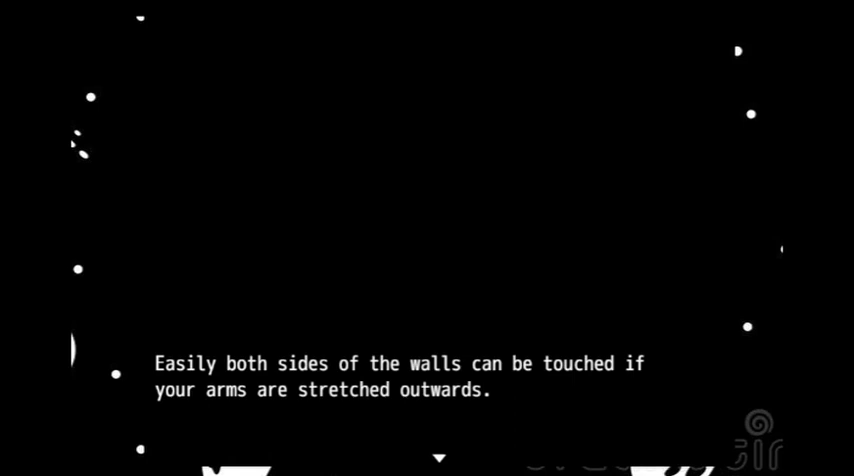 Easily both sides of the walls can be touched if
your arms are stretched outwards.